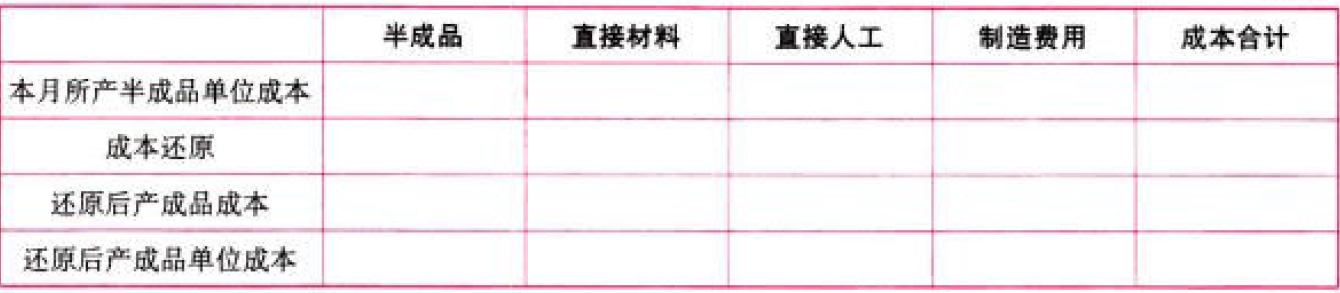 半成品 直接材料 直接人工 制造费用 成本合计
本月所产半成品单位成本
成本还原
还原后产成品成本
还原后产成品单位成本